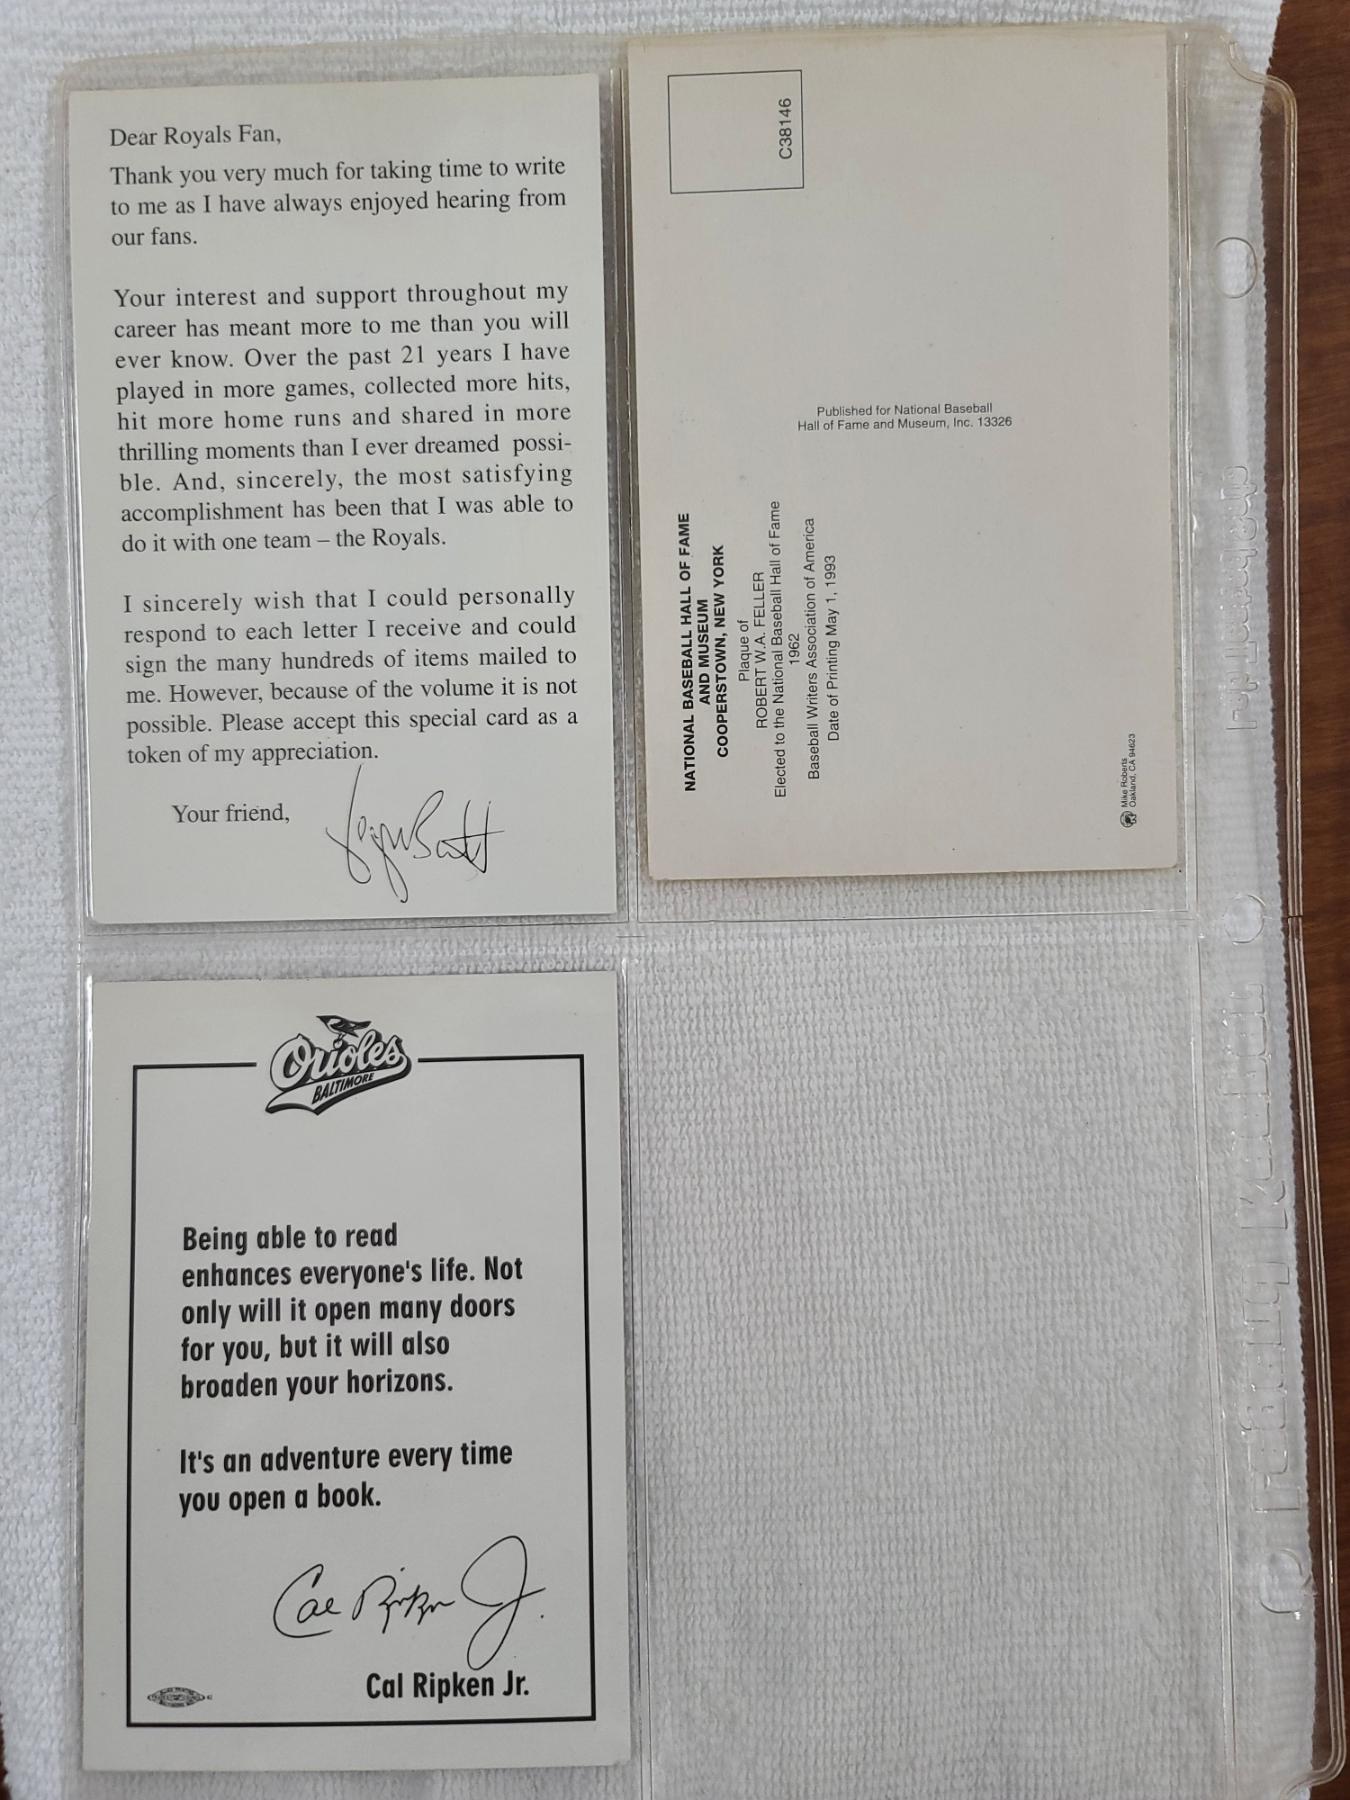 Dear Royals Fan,
Thank you very much for taking time to write
to me as I have always enjoyed hearing from
our fans.
Your interest and support throughout my
career has meant more to me than you will
ever know. Over the past 21 years I have
played in more games, collected more hits,
hit more home runs and shared in more
thrilling moments than I ever dreamed possi-
ble. And, sincerely, the most satisfying
accomplishment has been that I was able to
do it with one team – the Royals.
I sincerely wish that I could personally
respond to each letter I receive and could
sign the many hundreds of items mailed to
me. However, because of the volume it is not
possible. Please accept this special card as a
token of my appreciation.
Your friend,
C38146
Published for National Baseball
Hall of Fame and Museum, Inc. 13326
NATIONAL BASEBALL HALL OF FAME
AND MUSEUM
COOPERSTOWN, NEW YORK
Plaque of
ROBERT W.A. FELLER
Elected to the National Baseball Hall of Fame
1962
Baseball Writers Association of America
Date of Printing May 1, 1993
Mike Roberts
Oakland, CA 94623
Orioles
BALTIMORE
Being able to read
enhances everyone's life. Not
only will it open many doors
for you, but it will also
broaden your horizons.
It's an adventure every time
you open a book.
Cal Ripken Jr.
Cal Ripken Jr.